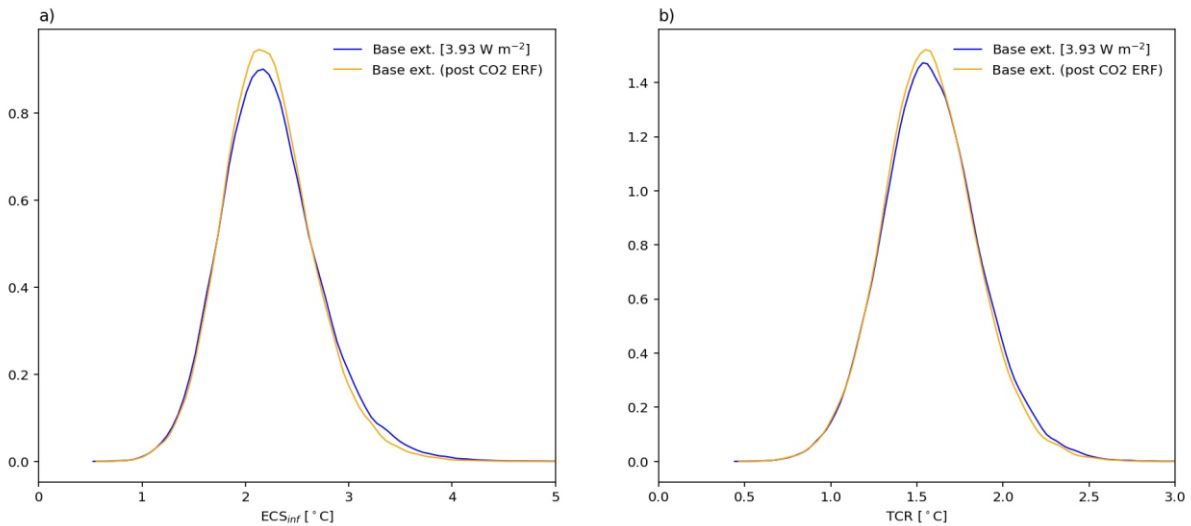 a)
Base ext. [3.93 W m⁻²]
Base ext. (post CO2 ERF)
0.8
0.6
0.4
0.2
0.0
0 1 2 3 4 5
ECS_inf [°C]
b)
Base ext. [3.93 W m⁻²]
Base ext. (post CO2 ERF)
1.4
1.2
1.0
0.8
0.6
0.4
0.2
0.0
0.0 0.5 1.0 1.5 2.0 2.5 3.0
TCR [°C]